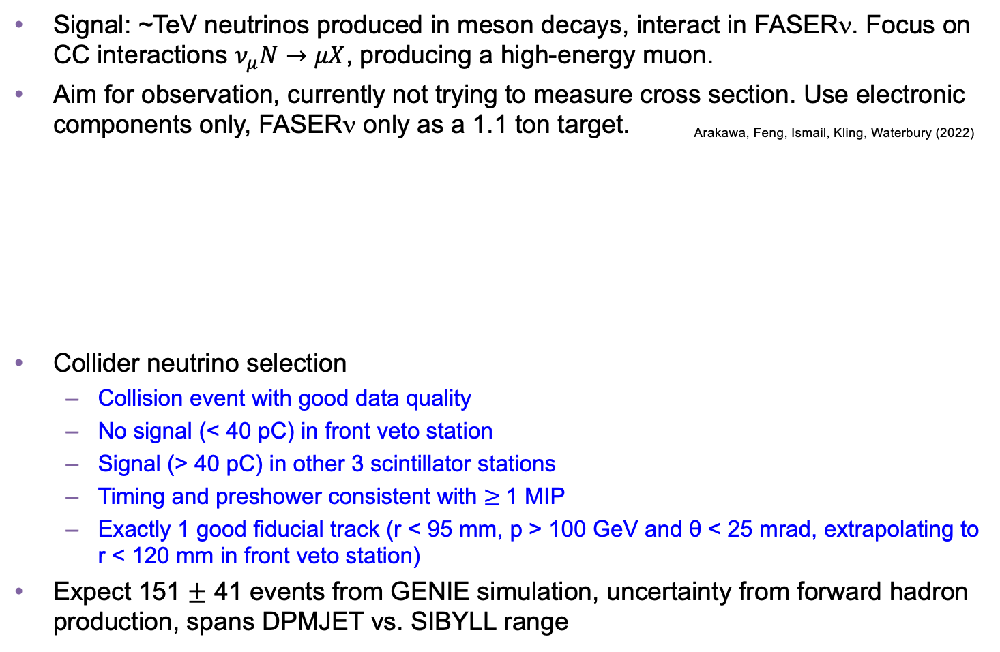 • Signal: ~TeV neutrinos produced in meson decays, interact in FASERν. Focus on
CC interactions νμN → μX, producing a high-energy muon.
• Aim for observation, currently not trying to measure cross section. Use electronic
components only, FASERν only as a 1.1 ton target.
Arakawa, Feng, Ismail, Kling, Waterbury (2022)
• Collider neutrino selection
– Collision event with good data quality
– No signal (< 40 pC) in front veto station
– Signal (> 40 pC) in other 3 scintillator stations
– Timing and preshower consistent with ≥ 1 MIP
– Exactly 1 good fiducial track (r < 95 mm, p > 100 GeV and θ < 25 mrad, extrapolating to
r < 120 mm in front veto station)
• Expect 151 ± 41 events from GENIE simulation, uncertainty from forward hadron
production, spans DPMJET vs. SIBYLL range